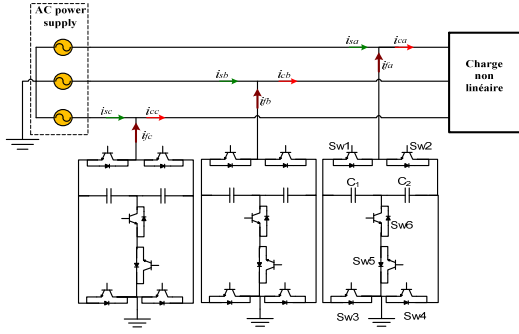 AC power
supply
isa
ica
ifa
isb
icb
ifb
isc
icc
ifc
Charge
non
linéaire
Sw1
Sw2
C1
C2
Sw6
Sw5
Sw3
Sw4